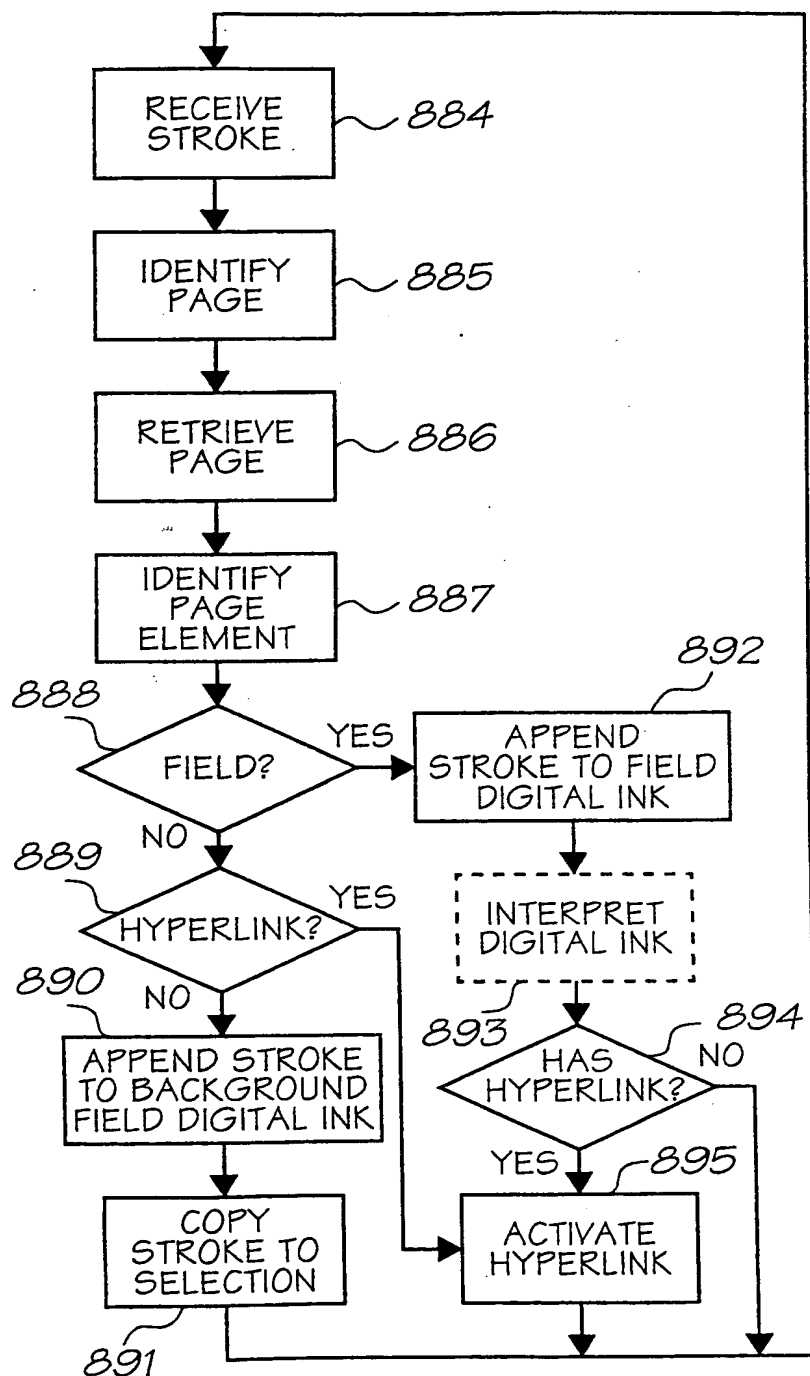 RECEIVE
STROKE
884
IDENTIFY
PAGE
885
RETRIEVE
PAGE
886
IDENTIFY
PAGE
ELEMENT
887
888
FIELD?
YES
NO
892
APPEND
STROKE TO FIELD
DIGITAL INK
889
HYPERLINK?
YES
NO
INTERPRET
DIGITAL INK
893
890
APPEND STROKE
TO BACKGROUND
FIELD DIGITAL INK
894
HAS
HYPERLINK?
NO
YES
895
COPY
STROKE TO
SELECTION
891
ACTIVATE
HYPERLINK